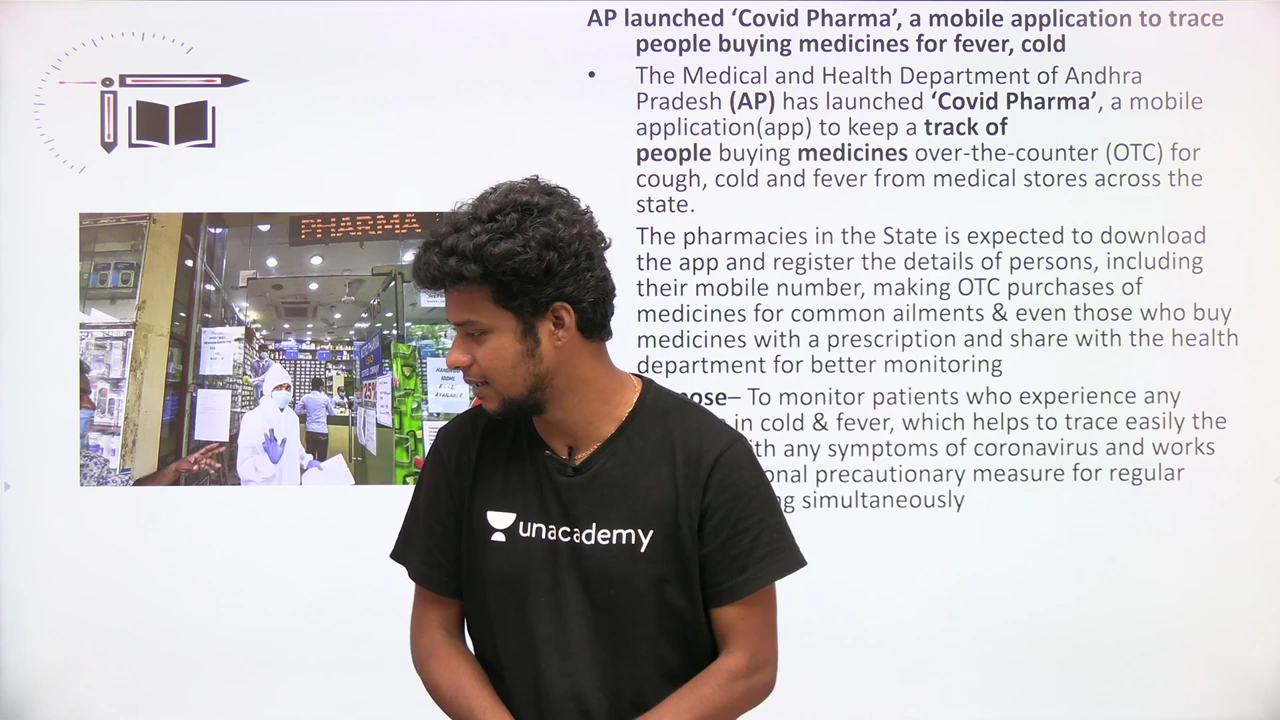 AP launched ‘Covid Pharma’, a mobile application to trace
people buying medicines for fever, cold
• The Medical and Health Department of Andhra
Pradesh (AP) has launched ‘Covid Pharma’, a mobile
application(app) to keep a track of
people buying medicines over-the-counter (OTC) for
cough, cold and fever from medical stores across the
state.
The pharmacies in the State is expected to download
the app and register the details of persons, including
their mobile number, making OTC purchases of
medicines for common ailments & even those who buy
medicines with a prescription and share with the health
department for better monitoring
ose– To monitor patients who experience any
in cold & fever, which helps to trace easily the
th any symptoms of coronavirus and works
onal precautionary measure for regular
g simultaneously
PHARMA
unacademy